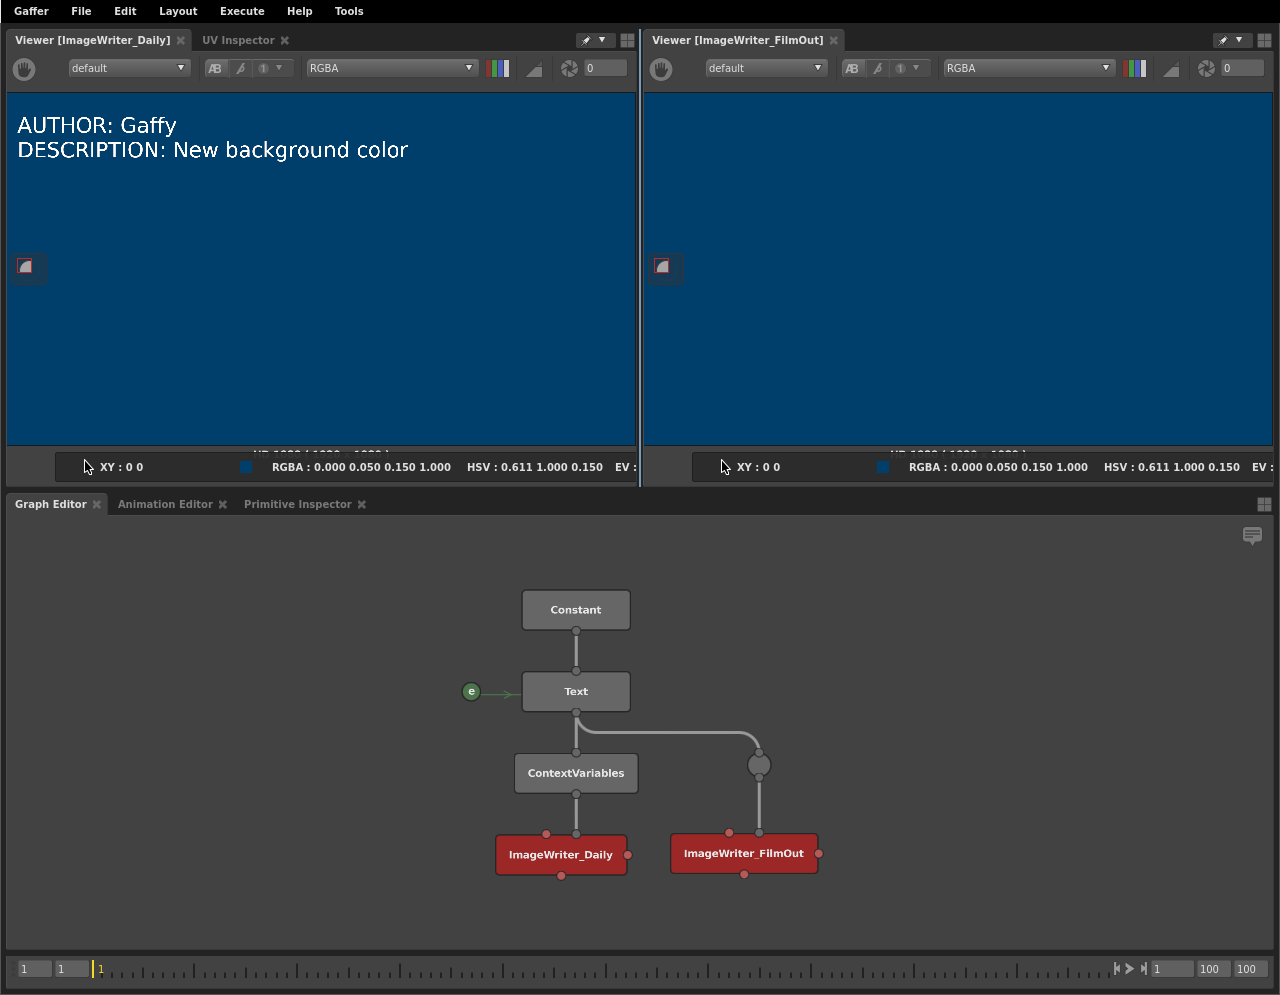 Gaffer File Edit Layout Execute Help Tools
Viewer [ImageWriter_Daily] UV Inspector Viewer [ImageWriter_FilmOut]
default AB 1 RGBA 0 default AB 1 RGBA 0
AUTHOR: Gaffy
DESCRIPTION: New background color
XY : 0 0 RGBA : 0.000 0.050 0.150 1.000 HSV : 0.611 1.000 0.150 EV : XY : 0 0 RGBA : 0.000 0.050 0.150 1.000 HSV : 0.611 1.000 0.150 EV :
Graph Editor Animation Editor Primitive Inspector
Constant
e Text
ContextVariables
ImageWriter_Daily ImageWriter_FilmOut
1 1 1 1 100 100